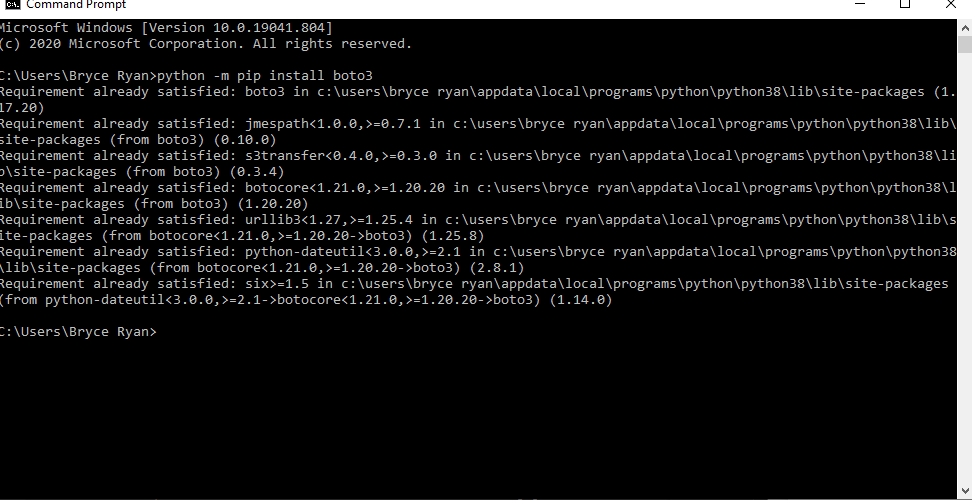 Command Prompt
Microsoft Windows [Version 10.0.19041.804]
(c) 2020 Microsoft Corporation. All rights reserved.
C:\Users\Bryce Ryan>python -m pip install boto3
Requirement already satisfied: boto3 in c:\users\bryce ryan\appdata\local\programs\python\python38\lib\site-packages (1.
17.20)
Requirement already satisfied: jmespath<1.0.0,>=0.7.1 in c:\users\bryce ryan\appdata\local\programs\python\python38\lib\
site-packages (from boto3) (0.10.0)
Requirement already satisfied: s3transfer<0.4.0,>=0.3.0 in c:\users\bryce ryan\appdata\local\programs\python\python38\li
b\site-packages (from boto3) (0.3.4)
Requirement already satisfied: botocore<1.21.0,>=1.20.20 in c:\users\bryce ryan\appdata\local\programs\python\python38\l
ib\site-packages (from boto3) (1.20.20)
Requirement already satisfied: urllib3<1.27,>=1.25.4 in c:\users\bryce ryan\appdata\local\programs\python\python38\lib\s
ite-packages (from botocore<1.21.0,>=1.20.20->boto3) (1.25.8)
Requirement already satisfied: python-dateutil<3.0.0,>=2.1 in c:\users\bryce ryan\appdata\local\programs\python\python38
\lib\site-packages (from botocore<1.21.0,>=1.20.20->boto3) (2.8.1)
Requirement already satisfied: six>=1.5 in c:\users\bryce ryan\appdata\local\programs\python\python38\lib\site-packages
(from python-dateutil<3.0.0,>=2.1->botocore<1.21.0,>=1.20.20->boto3) (1.14.0)
C:\Users\Bryce Ryan>